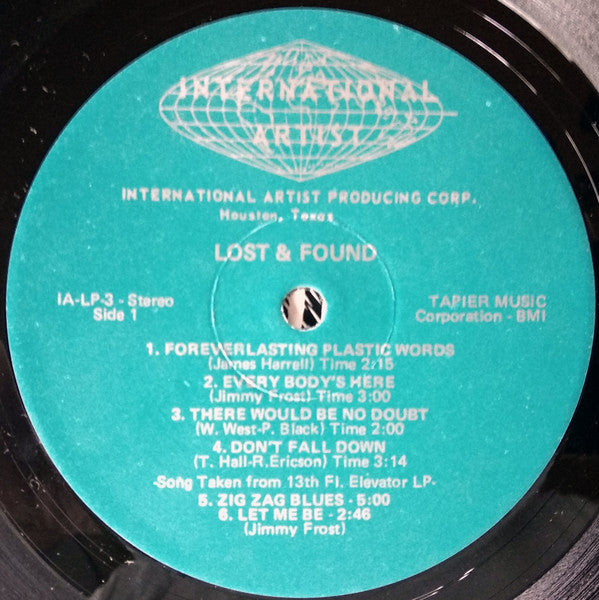 INTERNATIONAL
ARTIST
INTERNATIONAL ARTIST PRODUCING CORP.
Houston, Texas
LOST & FOUND
IA-LP-3 - Stereo
Side 1
TAPIER MUSIC
Corporation - BMI
1. FOREVERLASTING PLASTIC WORDS
(James Harrell) Time 2:15
2. EVERY BODY'S HERE
(Jimmy Frost) Time 3:00
3. THERE WOULD BE NO DOUBT
(W. West-P. Black) Time 2:00
4. DON'T FALL DOWN
(T. Hall-R.Ericson) Time 3:14
-Song Taken from 13th Fl. Elevator LP-
5. ZIG ZAG BLUES - 5:00
6. LET ME BE - 2:46
(Jimmy Frost)